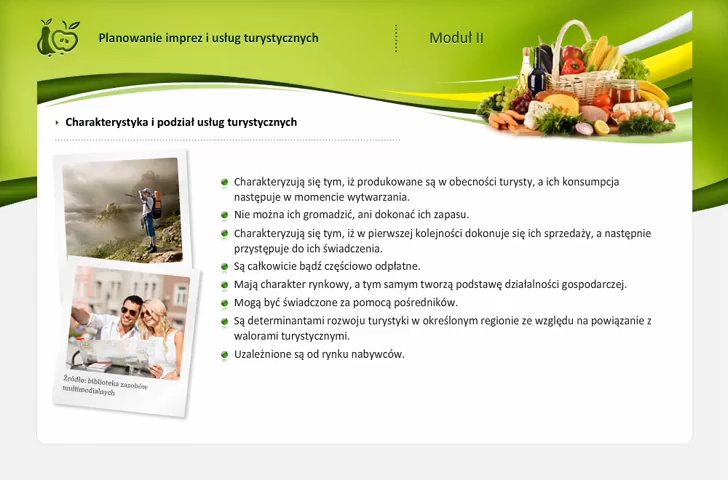 Planowanie imprez i usług turystycznych
Moduł II
Charakterystyka i podział usług turystycznych
Charakteryzują się tym, iż produkowane są w obecności turysty, a ich konsumpcja
następuje w momencie wytwarzania.
Nie można ich gromadzić, ani dokonać ich zapasu.
Charakteryzują się tym, iż w pierwszej kolejności dokonuje się ich sprzedaży, a następnie
przystępuje do ich świadczenia.
Są całkowicie bądź częściowo odpłatne.
Mają charakter rynkowy, a tym samym tworzą podstawę działalności gospodarczej.
Mogą być świadczone za pomocą pośredników.
Są determinantami rozwoju turystyki w określonym regionie ze względu na powiązanie z
walorami turystycznymi.
Uzależnione są od rynku nabywców.
Źródło: biblioteka zasobów
multimedialnych